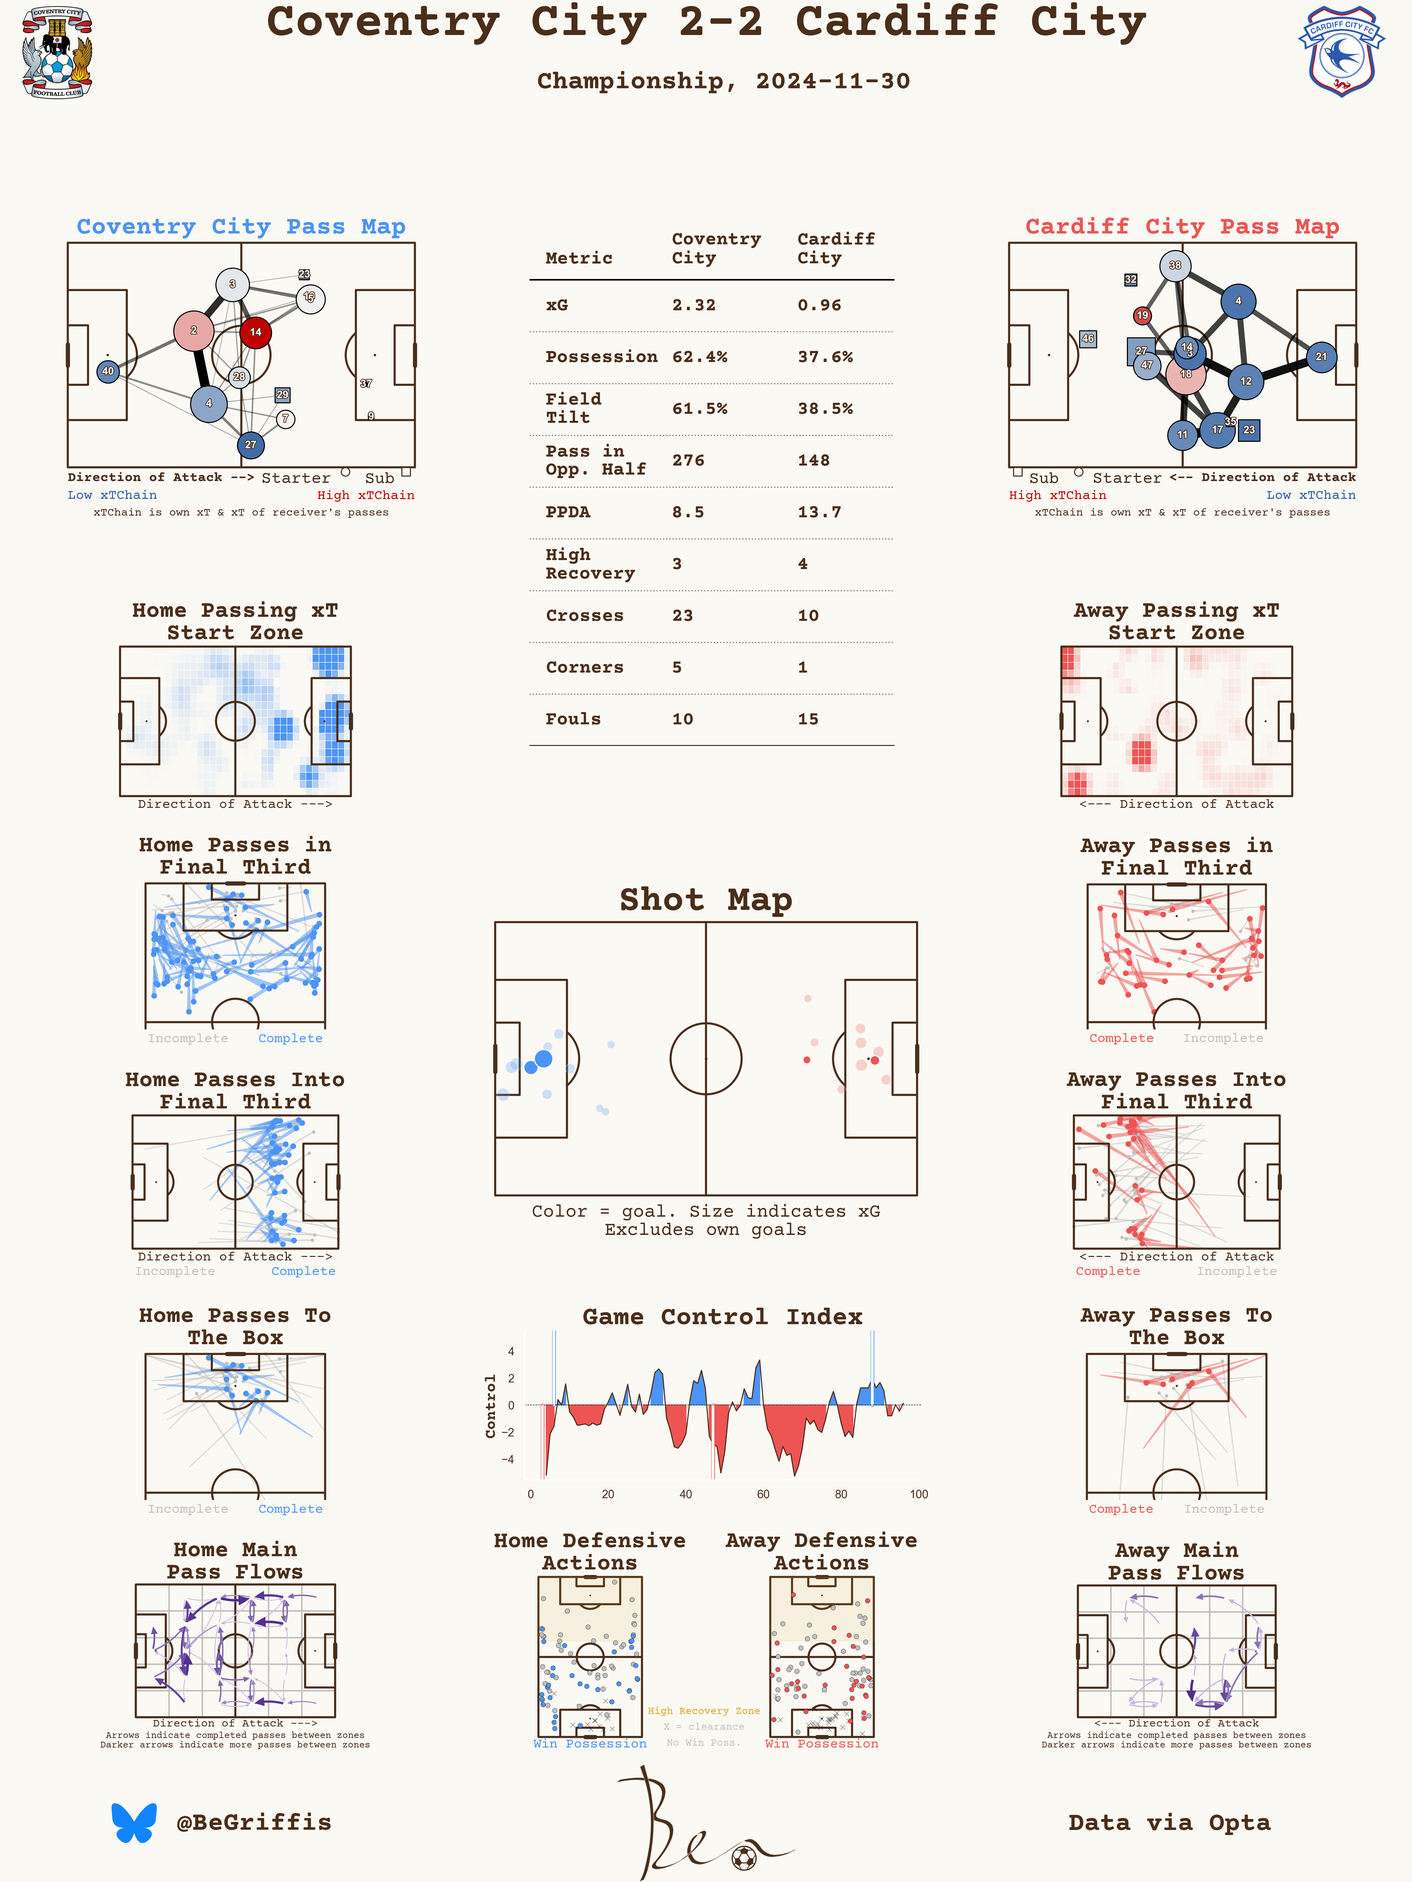 Coventry City 2-2 Cardiff City
Championship, 2024-11-30
COVENTRY CITY
FOOTBALL CLUB
CARDIFF CITY FC
Coventry City Pass Map
3
23
15
2
14
40
28
37
4
29
7
9
27
Direction of Attack --> Starter Sub
Low xTChain High xTChain
xTChain is own xT & xT of receiver's passes
Metric Coventry City Cardiff City
xG 2.32 0.96
Possession 62.4% 37.6%
Field Tilt 61.5% 38.5%
Pass in Opp. Half 276 148
PPDA 8.5 13.7
High Recovery 3 4
Crosses 23 10
Corners 5 1
Fouls 10 15
Cardiff City Pass Map
38
32
4
19
46
27
14
47
18
21
12
35
11
17
23
Sub Starter <-- Direction of Attack
High xTChain Low xTChain
xTChain is own xT & xT of receiver's passes
Home Passing xT
Start Zone
Direction of Attack --->
Away Passing xT
Start Zone
<--- Direction of Attack
Home Passes in
Final Third
Incomplete Complete
Away Passes in
Final Third
Complete Incomplete
Shot Map
Color = goal. Size indicates xG
Excludes own goals
Home Passes Into
Final Third
Direction of Attack --->
Incomplete Complete
Away Passes Into
Final Third
<--- Direction of Attack
Complete Incomplete
Home Passes To
The Box
Incomplete Complete
Game Control Index
Control
4
2
0
−2
−4
0 20 40 60 80 100
Away Passes To
The Box
Complete Incomplete
Home Main
Pass Flows
Direction of Attack --->
Arrows indicate completed passes between zones
Darker arrows indicate more passes between zones
Home Defensive
Actions
Win Possession
High Recovery Zone
X = clearance
No Win Poss.
Away Defensive
Actions
Win Possession
Away Main
Pass Flows
<--- Direction of Attack
Arrows indicate completed passes between zones
Darker arrows indicate more passes between zones
@BeGriffis
Ben
Data via Opta